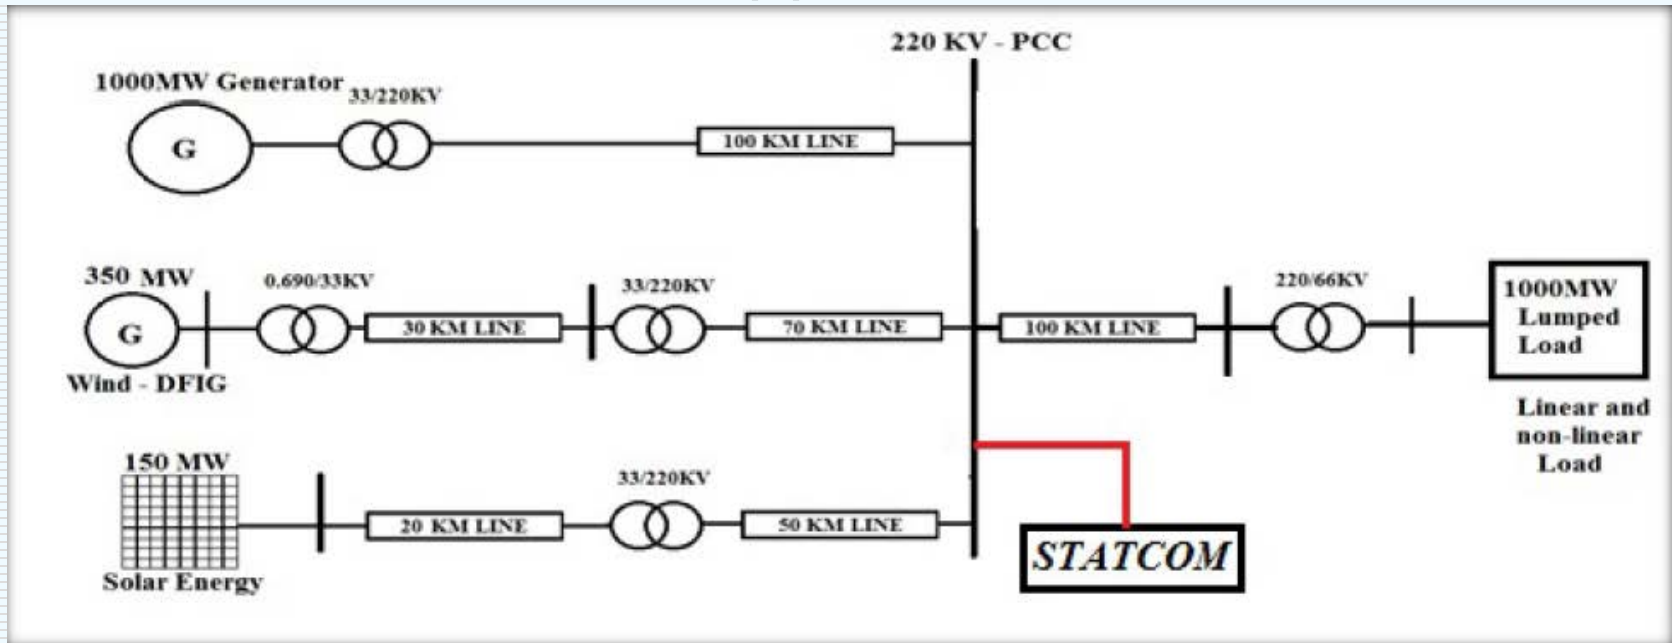 220 KV - PCC
1000MW Generator
33/220KV
G
100 KM LINE
350 MW
0.690/33KV
33/220KV
220/66KV
G
30 KM LINE
70 KM LINE
100 KM LINE
1000MW
Lumped
Load
Wind - DFIG
Linear and
non-linear
Load
150 MW
33/220KV
20 KM LINE
50 KM LINE
Solar Energy
STATCOM